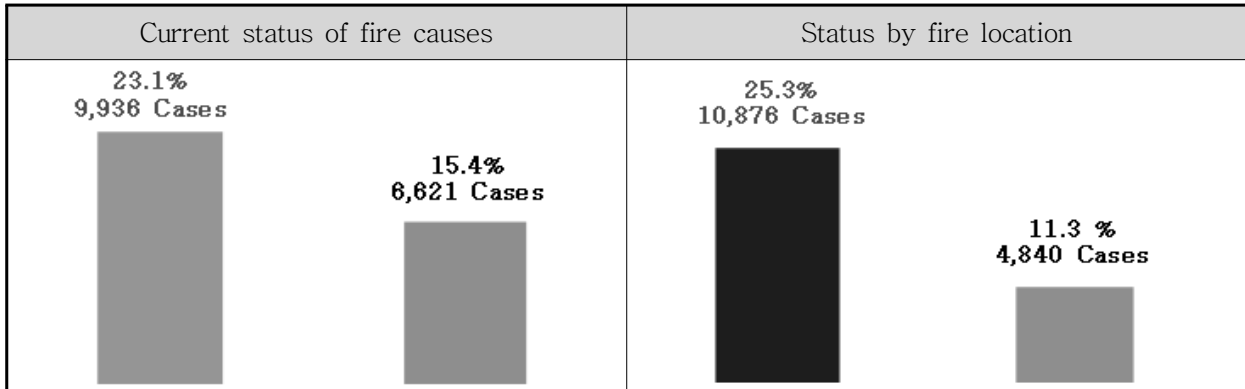 Current status of fire causes
Status by fire location
23.1%
9,936 Cases
15.4%
6,621 Cases
25.3%
10,876 Cases
11.3 %
4,840 Cases